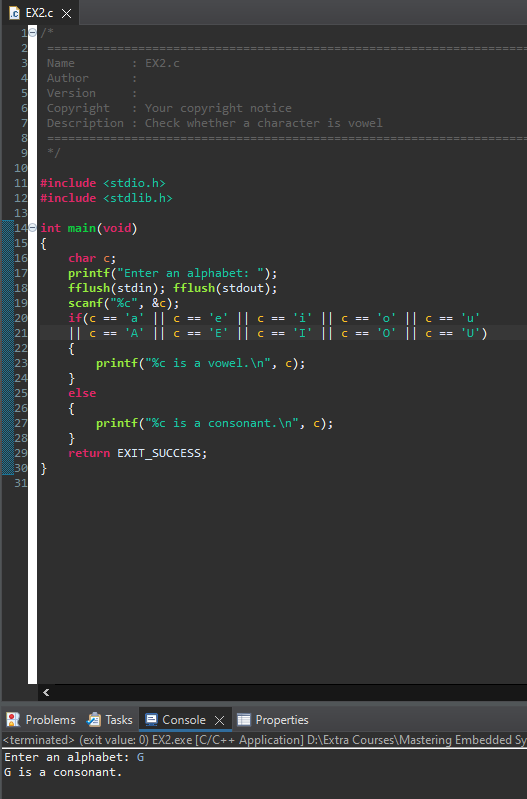 EX2.c
1 /*
2 ====================================================================
3 Name        : EX2.c
4 Author      :
5 Version     :
6 Copyright   : Your copyright notice
7 Description : Check whether a character is vowel
8 ====================================================================
9 */
10
11 #include <stdio.h>
12 #include <stdlib.h>
13
14 int main(void)
15 {
16     char c;
17     printf("Enter an alphabet: ");
18     fflush(stdin); fflush(stdout);
19     scanf("%c", &c);
20     if(c == 'a' || c == 'e' || c == 'i' || c == 'o' || c == 'u'
21     || c == 'A' || c == 'E' || c == 'I' || c == 'O' || c == 'U')
22     {
23         printf("%c is a vowel.\n", c);
24     }
25     else
26     {
27         printf("%c is a consonant.\n", c);
28     }
29     return EXIT_SUCCESS;
30 }
31
Problems Tasks Console Properties
<terminated> (exit value: 0) EX2.exe [C/C++ Application] D:\Extra Courses\Mastering Embedded Sy
Enter an alphabet: G
G is a consonant.